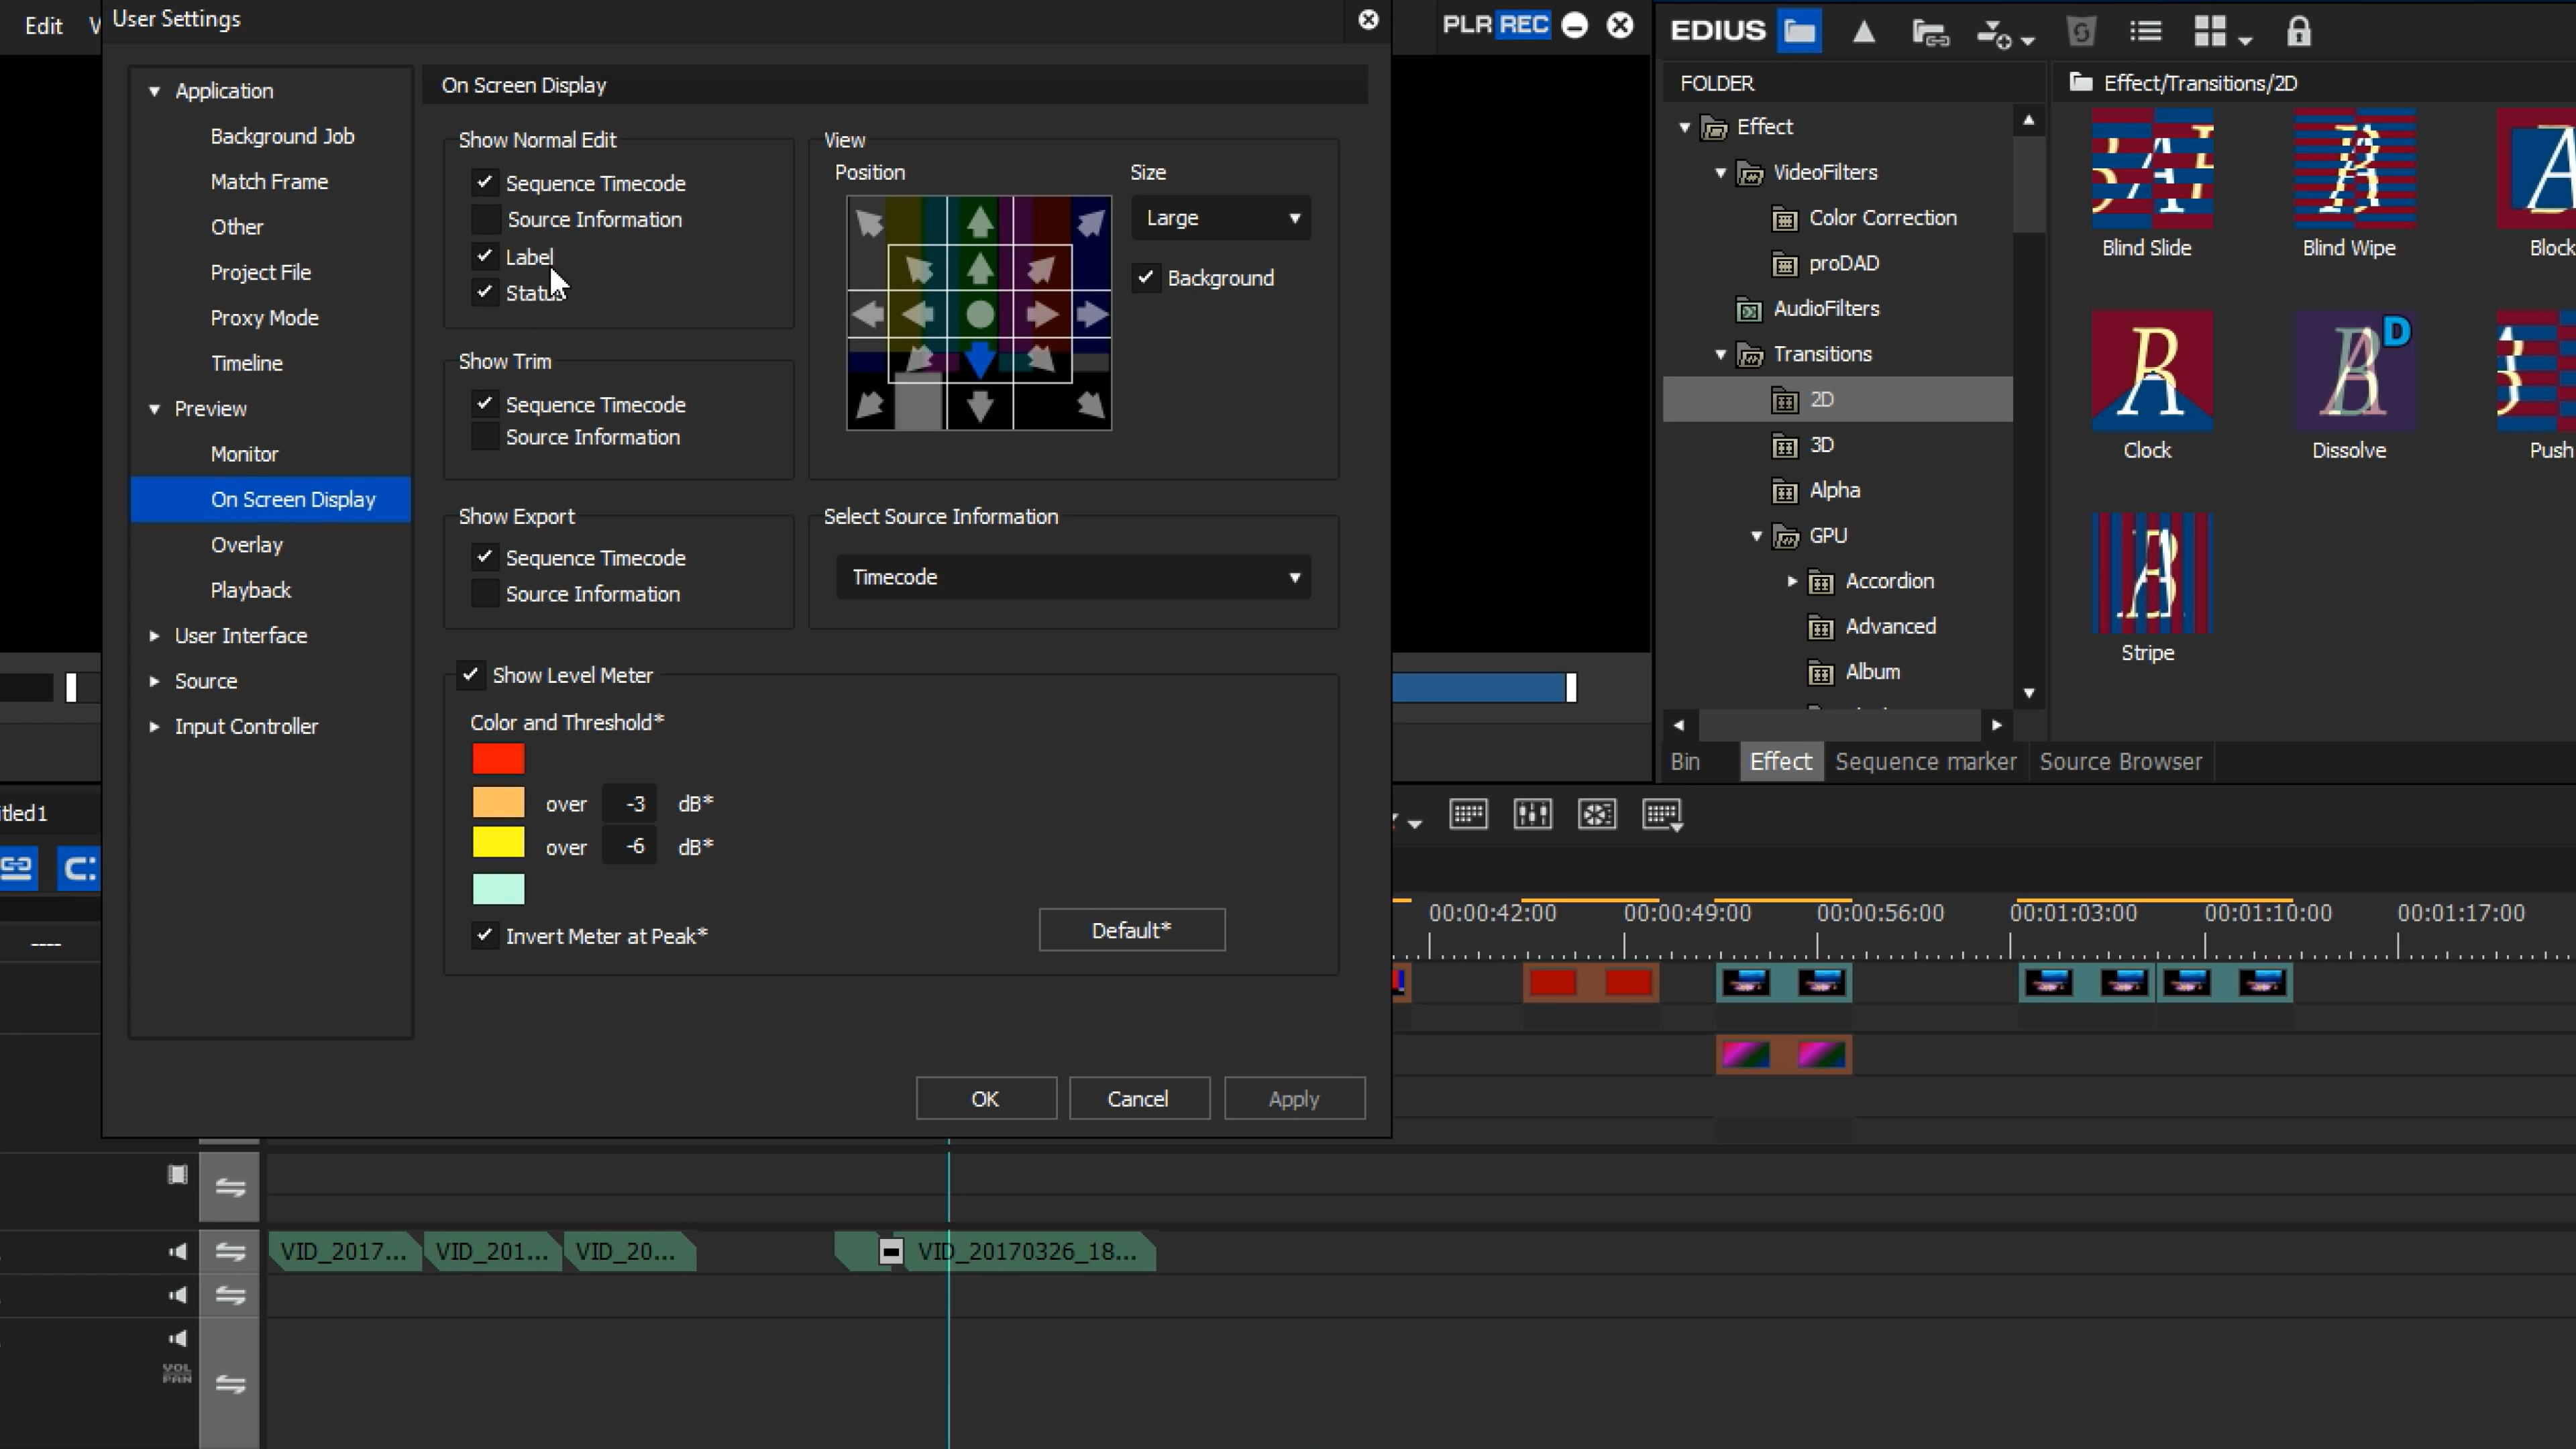 Edit
User Settings
PLR REC
EDIUS
Application
Background Job
Match Frame
Other
Project File
Proxy Mode
Timeline
Preview
Monitor
On Screen Display
Overlay
Playback
User Interface
Source
Input Controller
On Screen Display
Show Normal Edit
Sequence Timecode
Source Information
Label
Status
Show Trim
Sequence Timecode
Source Information
Show Export
Sequence Timecode
Source Information
View
Position
Size
Large
Background
Select Source Information
Timecode
Show Level Meter
Color and Threshold*
over -3 dB*
over -6 dB*
Invert Meter at Peak*
Default*
OK Cancel Apply
FOLDER
Effect
VideoFilters
Color Correction
proDAD
AudioFilters
Transitions
2D
3D
Alpha
GPU
Accordion
Advanced
Album
Effect/Transitions/2D
Blind Slide
Blind Wipe
Block
Clock
D
Dissolve
Push
Stripe
Bin Effect Sequence marker Source Browser
itled1
00:00:42:00 00:00:49:00 00:00:56:00 00:01:03:00 00:01:10:00 00:01:17:00
VID_2017... VID_201... VID_20... VID_20170326_18...
VOL
PAN